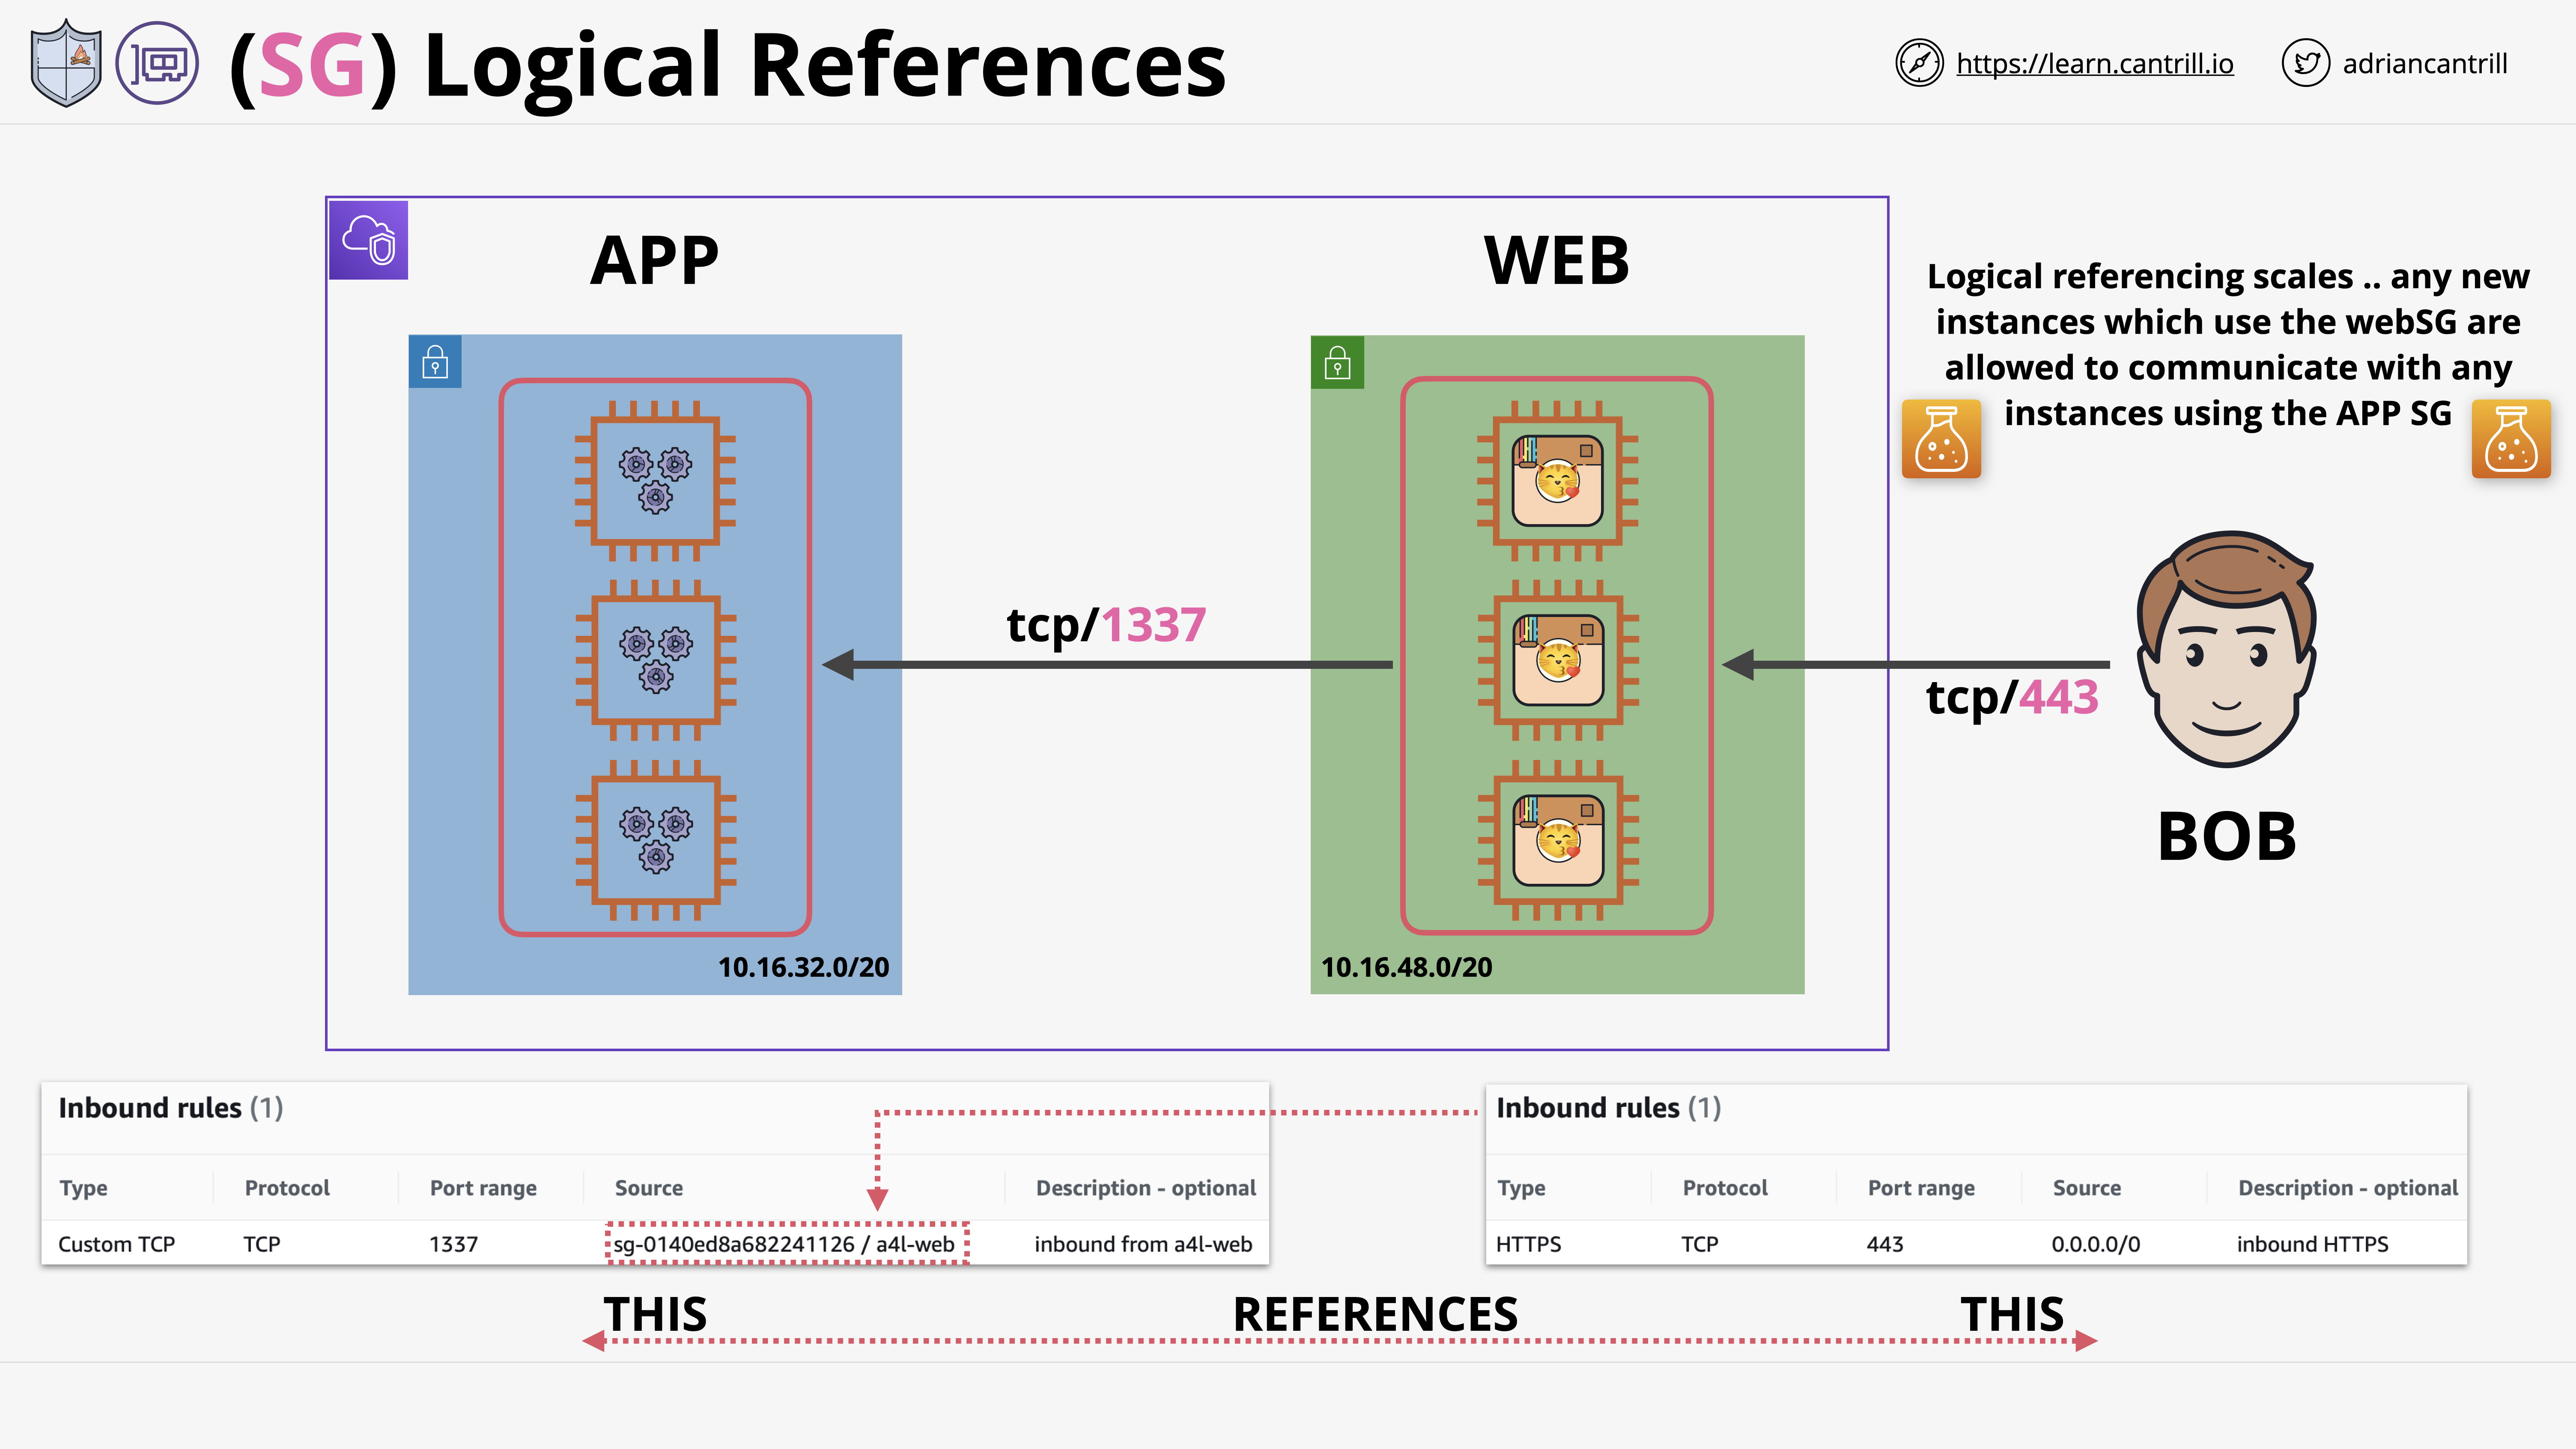 (SG) Logical References
https://learn.cantrill.io
adriancantrill
APP
WEB
Logical referencing scales .. any new
instances which use the webSG are
allowed to communicate with any
instances using the APP SG
tcp/1337
tcp/443
BOB
10.16.32.0/20
10.16.48.0/20
Inbound rules (1)
Type Protocol Port range Source Description - optional
Custom TCP TCP 1337 sg-0140ed8a682241126 / a4l-web inbound from a4l-web
Inbound rules (1)
Type Protocol Port range Source Description - optional
HTTPS TCP 443 0.0.0.0/0 inbound HTTPS
THIS REFERENCES THIS